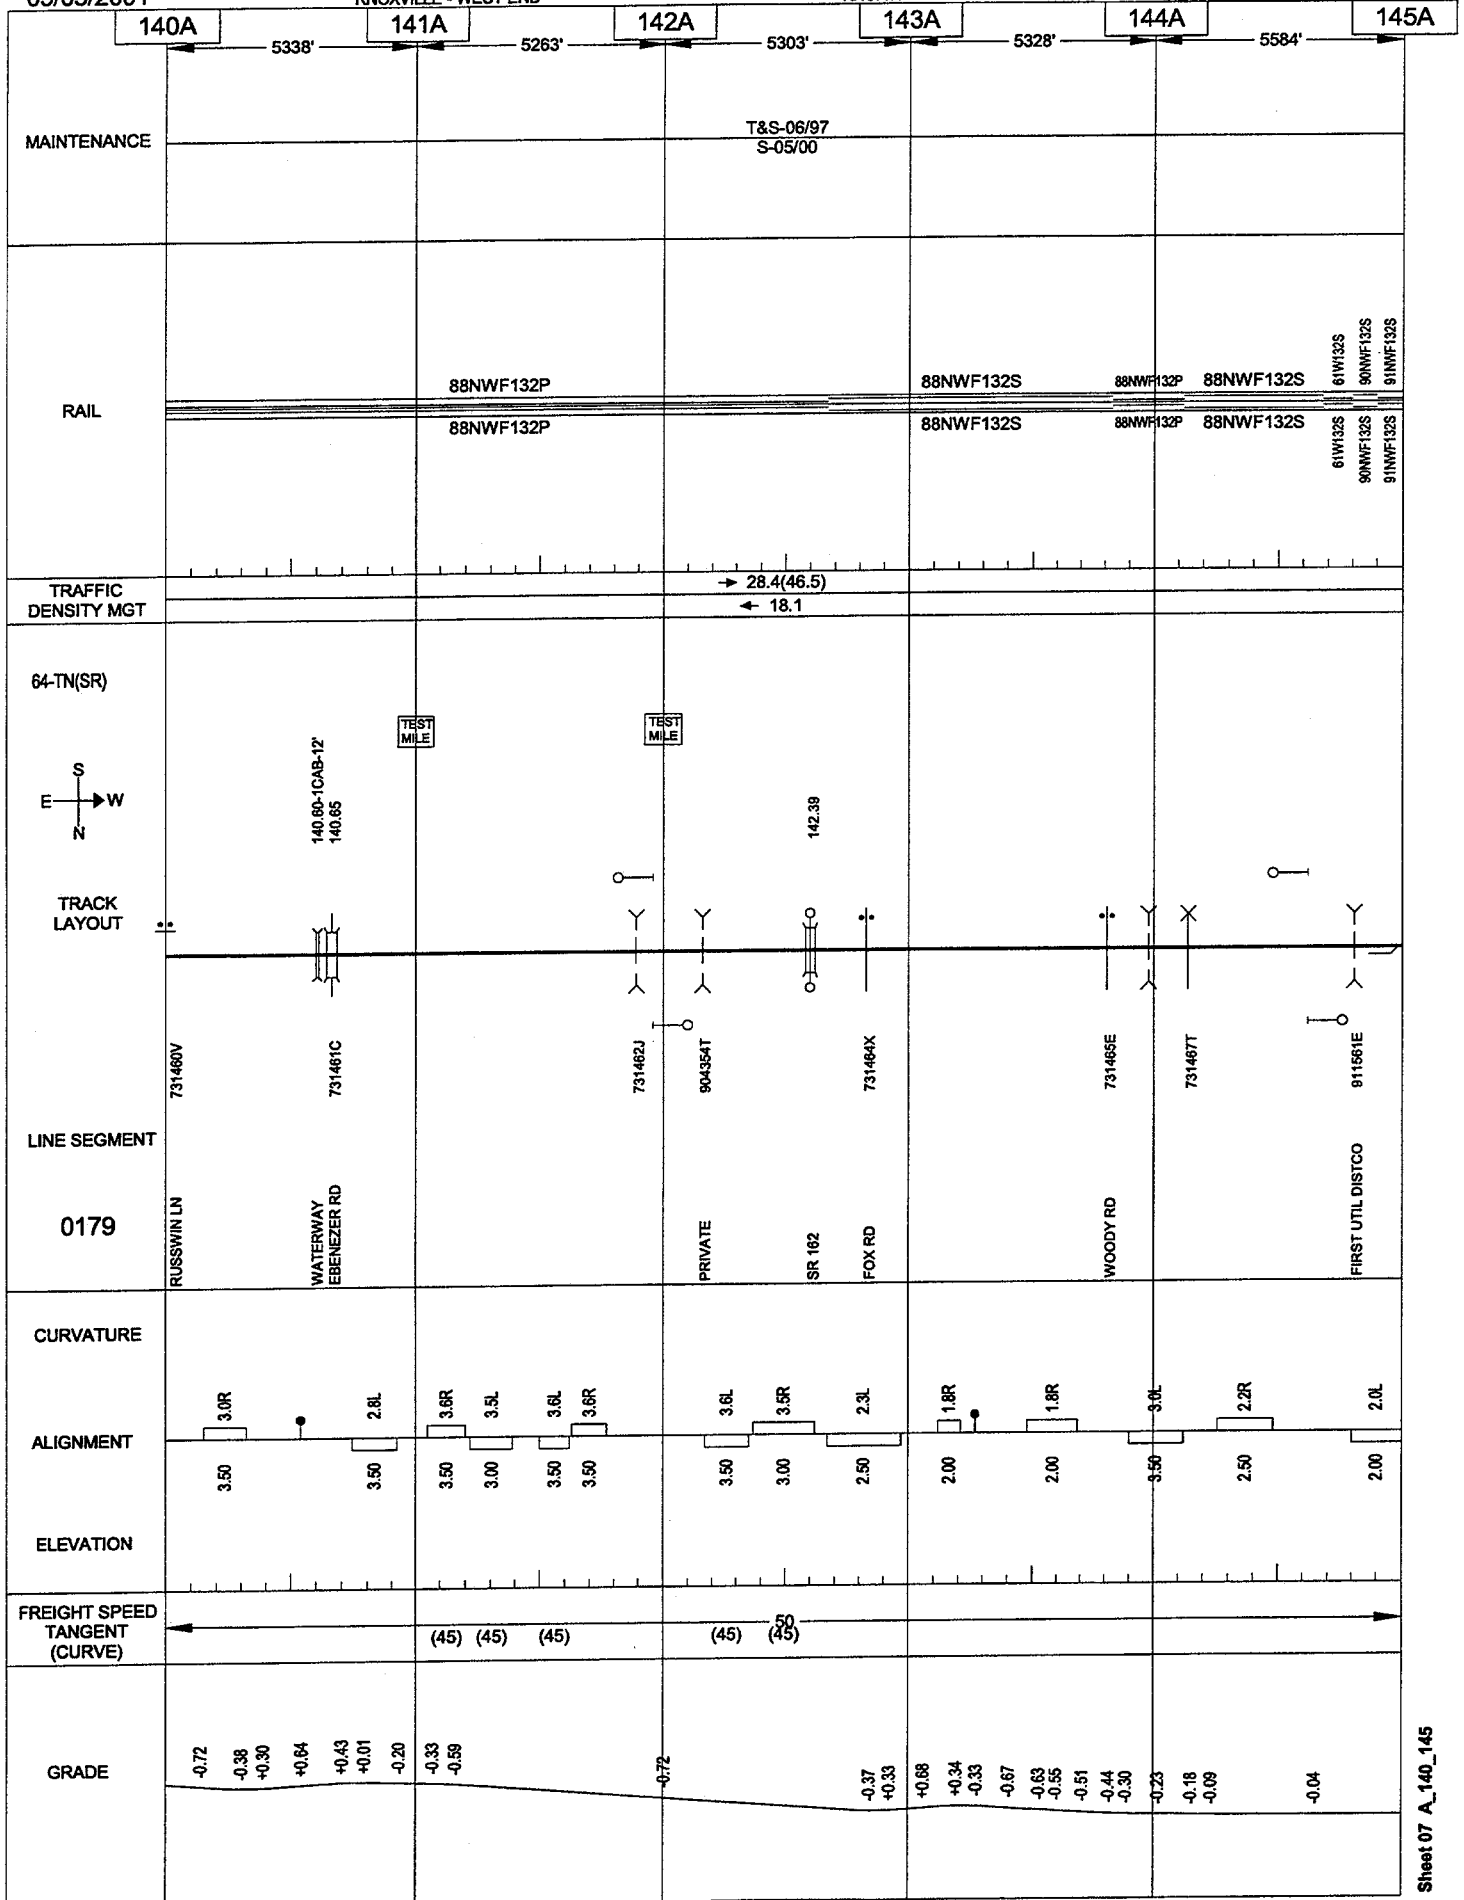 140A 141A 142A 143A 144A 145A
5338' 5263' 5303' 5328' 5584'
MAINTENANCE
T&S-06/97
S-05/00
RAIL
88NWF132P 88NWF132S 88NWF132P 88NWF132S 61W132S 90NWF132S 91NWF132S
88NWF132P 88NWF132S 88NWF132P 88NWF132S 61W132S 90NWF132S 91NWF132S
TRAFFIC
DENSITY MGT
→ 28.4(46.5)
← 18.1
64-TN(SR)
TEST
MILE
TEST
MILE
S
E W
N
140.60-1CAB-12'
140.65
142.39
TRACK
LAYOUT
731460V
731461C
731462J
904354T
731464X
731465E
731467T
911561E
LINE SEGMENT
0179
RUSSWIN LN
WATERWAY
EBENEZER RD
PRIVATE
SR 162
FOX RD
WOODY RD
FIRST UTIL DISTCO
CURVATURE
3.0R 2.8L 3.6R 3.5L 3.6L 3.6R 3.6L 3.5R 2.3L 1.8R 1.8R 3.0L 2.2R 2.0L
ALIGNMENT
3.50 3.50 3.50 3.00 3.50 3.50 3.50 3.00 2.50 2.00 2.00 3.50 2.50 2.00
ELEVATION
FREIGHT SPEED
TANGENT
(CURVE)
50
(45) (45) (45) (45) (45)
GRADE
-0.72 -0.38 +0.30 +0.64 +0.43 +0.01 -0.20 -0.33 -0.59 -0.72 -0.37 +0.33 +0.68 +0.34 -0.33 -0.67 -0.63 -0.55 -0.51 -0.44 -0.30 -0.23 -0.18 -0.09 -0.04
Sheet 07 A_140_145